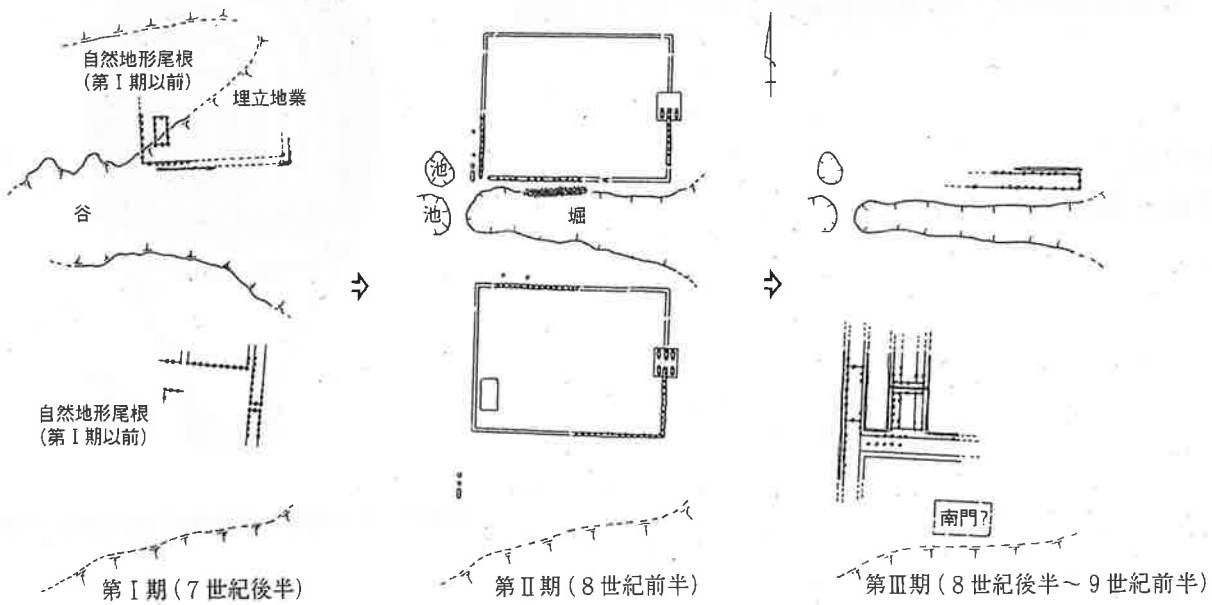 自然地形尾根
(第Ⅰ期以前)
埋立地業
谷
自然地形尾根
(第Ⅰ期以前)
第Ⅰ期(7世紀後半)
池
池
堀
第Ⅱ期(8世紀前半)
南門?
第Ⅲ期(8世紀後半～9世紀前半)